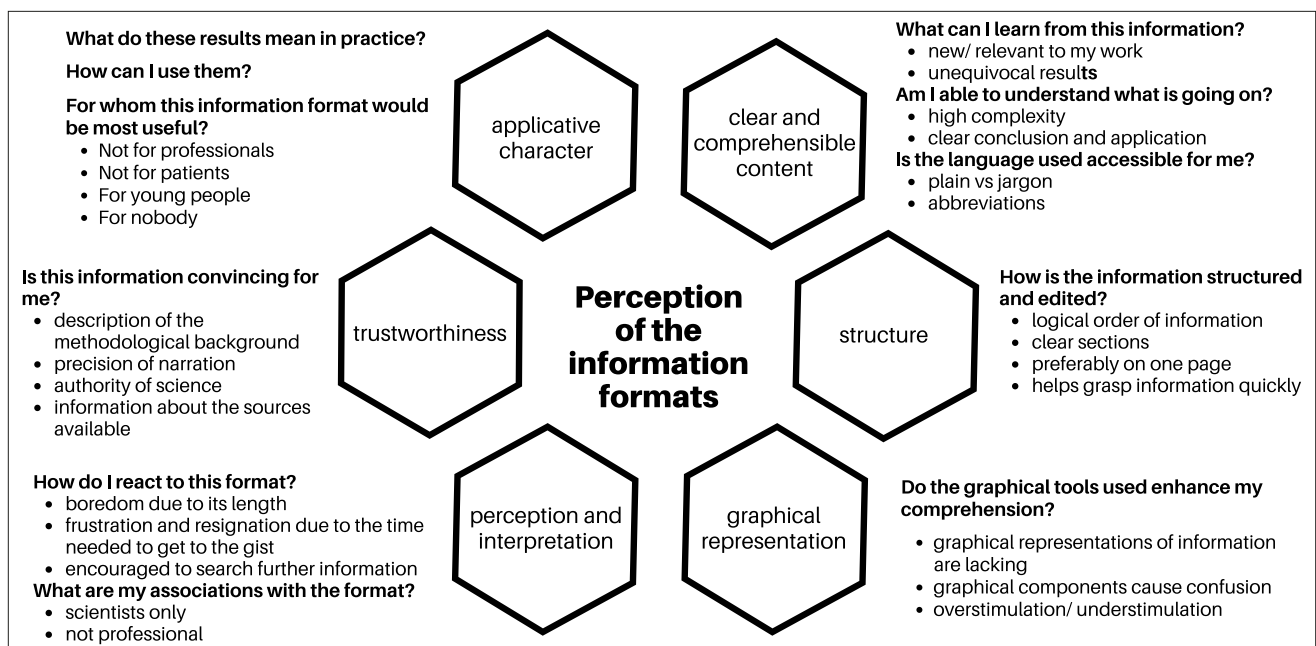 What do these results mean in practice?
How can I use them?
For whom this information format would
be most useful?
• Not for professionals
• Not for patients
• For young people
• For nobody
applicative
character
clear and
comprehensible
content
What can I learn from this information?
• new/ relevant to my work
• unequivocal results
Am I able to understand what is going on?
• high complexity
• clear conclusion and application
Is the language used accessible for me?
• plain vs jargon
• abbreviations
Is this information convincing for
me?
• description of the
methodological background
• precision of narration
• authority of science
• information about the sources
available
trustworthiness
Perception
of the
information
formats
structure
How is the information structured
and edited?
• logical order of information
• clear sections
• preferably on one page
• helps grasp information quickly
How do I react to this format?
• boredom due to its length
• frustration and resignation due to the time
needed to get to the gist
• encouraged to search further information
What are my associations with the format?
• scientists only
• not professional
perception and
interpretation
graphical
representation
Do the graphical tools used enhance my
comprehension?
• graphical representations of information
are lacking
• graphical components cause confusion
• overstimulation/ understimulation